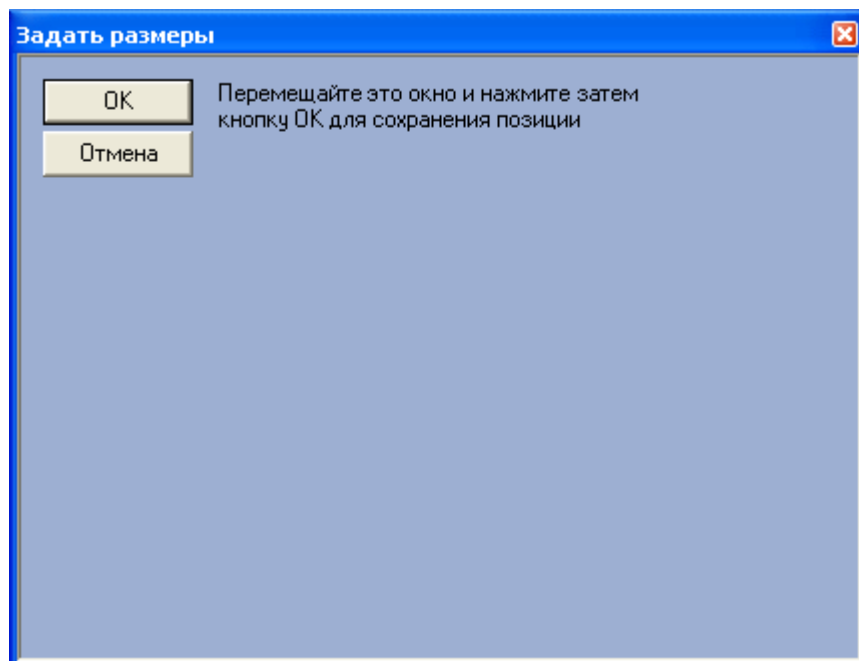 Задать размеры
OK
Перемещайте это окно и нажмите затем
кнопку OK для сохранения позиции
Отмена